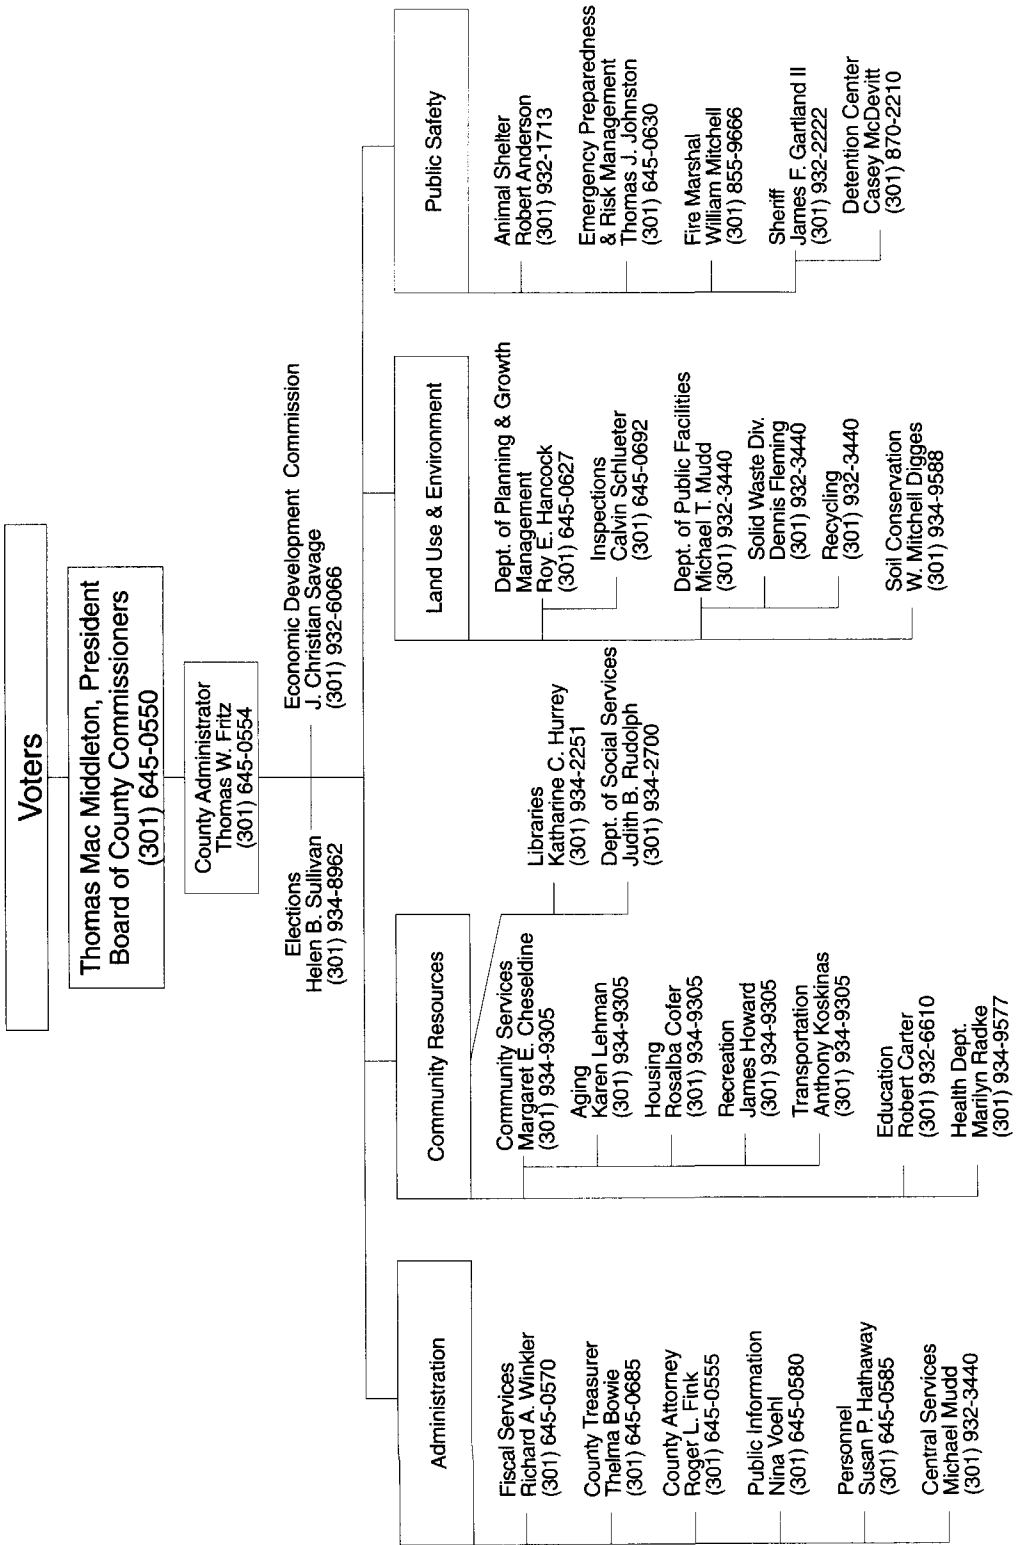 Voters
Thomas Mac Middleton, President
Board of County Commissioners
(301) 645-0550
County Administrator
Thomas W. Fritz
(301) 645-0554
Elections
Helen B. Sullivan
(301) 934-8962
Economic Development Commission
J. Christian Savage
(301) 932-6066
Administration
Fiscal Services
Richard A. Winkler
(301) 645-0570
County Treasurer
Thelma Bowie
(301) 645-0685
County Attorney
Roger L. Fink
(301) 645-0555
Public Information
Nina Voehl
(301) 645-0580
Personnel
Susan P. Hathaway
(301) 645-0585
Central Services
Michael Mudd
(301) 932-3440
Community Resources
Community Services
Margaret E. Cheseldine
(301) 934-9305
Aging
Karen Lehman
(301) 934-9305
Housing
Rosalba Cofer
(301) 934-9305
Recreation
James Howard
(301) 934-9305
Transportation
Anthony Koskinas
(301) 934-9305
Education
Robert Carter
(301) 932-6610
Health Dept.
Marilyn Radke
(301) 934-9577
Libraries
Katharine C. Hurrey
(301) 934-2251
Dept. of Social Services
Judith B. Rudolph
(301) 934-2700
Land Use & Environment
Dept. of Planning & Growth
Management
Roy E. Hancock
(301) 645-0627
Inspections
Calvin Schlueter
(301) 645-0692
Dept. of Public Facilities
Michael T. Mudd
(301) 932-3440
Solid Waste Div.
Dennis Fleming
(301) 932-3440
Recycling
(301) 932-3440
Soil Conservation
W. Mitchell Digges
(301) 934-9588
Public Safety
Animal Shelter
Robert Anderson
(301) 932-1713
Emergency Preparedness
& Risk Management
Thomas J. Johnston
(301) 645-0630
Fire Marshal
William Mitchell
(301) 855-9666
Sheriff
James F. Gartland II
(301) 932-2222
Detention Center
Casey McDevitt
(301) 870-2210